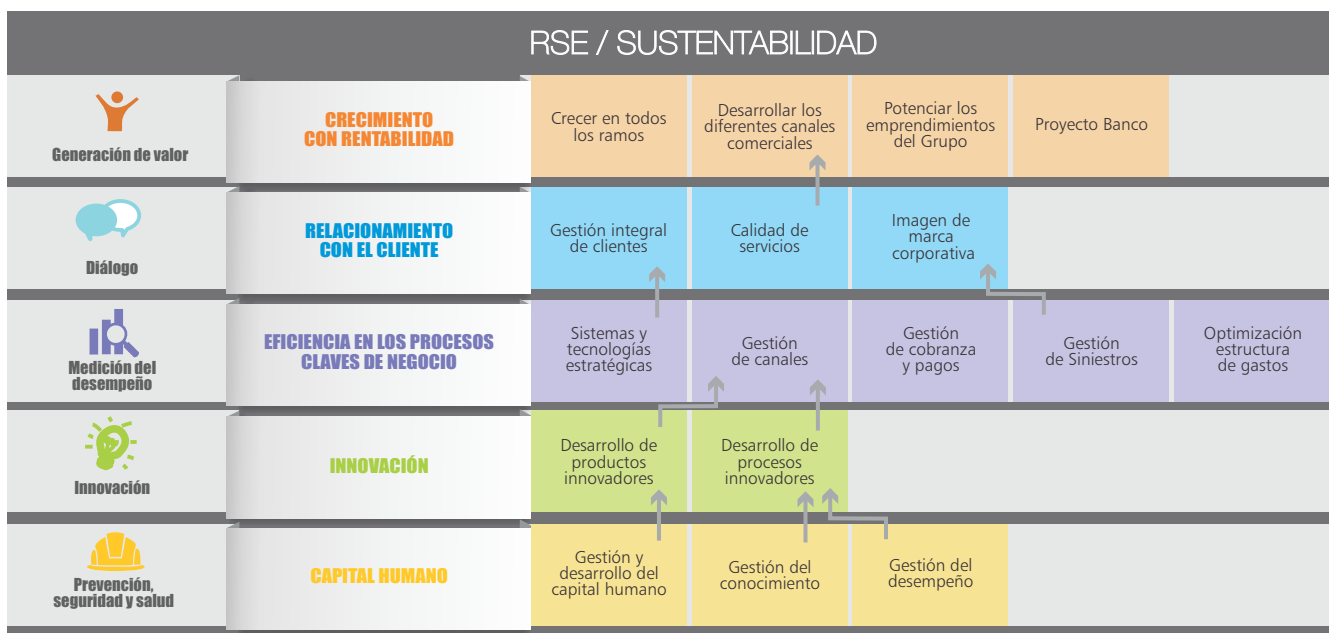 RSE / SUSTENTABILIDAD
Generación de valor
CRECIMIENTO
CON RENTABILIDAD
Crecer en todos
los ramos
Desarrollar los
diferentes canales
comerciales
Potenciar los
emprendimientos
del Grupo
Proyecto Banco
Diálogo
RELACIONAMIENTO
CON EL CLIENTE
Gestión integral
de clientes
Calidad de
servicios
Imagen de
marca
corporativa
Medición del
desempeño
EFICIENCIA EN LOS PROCESOS
CLAVES DE NEGOCIO
Sistemas y
tecnologías
estratégicas
Gestión
de canales
Gestión
de cobranza
y pagos
Gestión
de Siniestros
Optimización
estructura
de gastos
Innovación
INNOVACIÓN
Desarrollo de
productos
innovadores
Desarrollo de
procesos
innovadores
Prevención,
seguridad y salud
CAPITAL HUMANO
Gestión y
desarrollo del
capital humano
Gestión del
conocimiento
Gestión del
desempeño